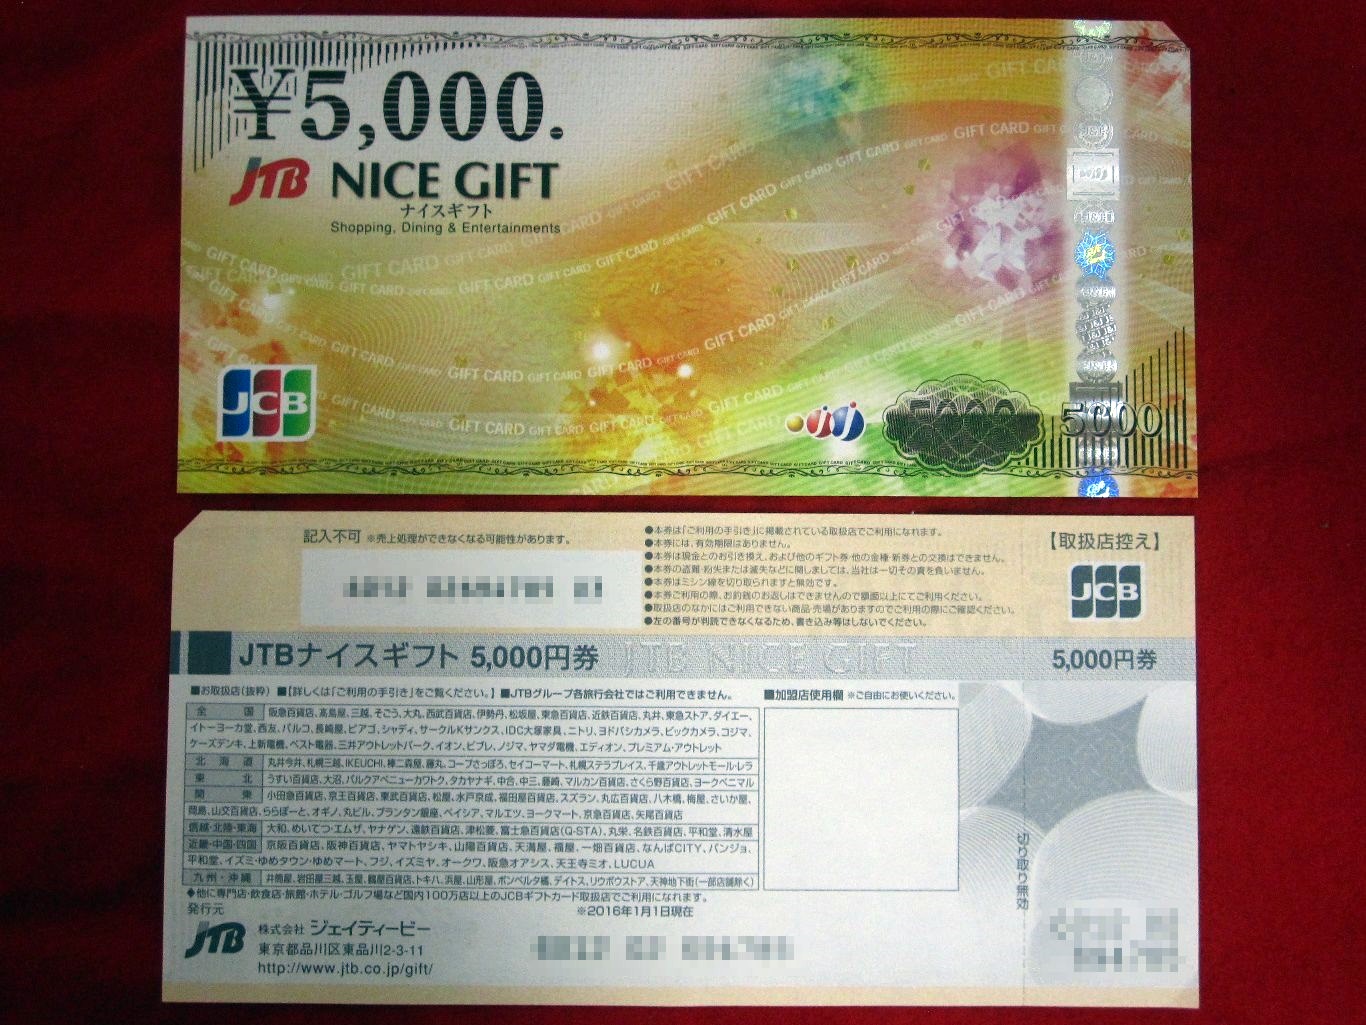 ¥5,000.
JTB NICE GIFT
ナイスギフト
Shopping, Dining & Entertainments
GIFT CARD GIFT CARD GIFT CARD GIFT CARD
JCB
5000
5000
記入不可 ※売上処理ができなくなる可能性があります。
●本券は「ご利用の手引き」に掲載されている取扱店でご利用になれます。
●本券には、有効期限はありません。
●本券は現金とのお引き換え、および他のギフト券・他の金種・新券との交換はできません。
●本券の盗難・紛失または滅失などに関しましては、当社は一切その責を負いません。
●本券はミシン線を切り取られますと無効です。
●本券ご利用の際、お釣銭のお返しはできませんので額面以上にてご利用ください。
●取扱店のなかにはご利用できない商品・売場がありますのでご利用の際にご確認ください。
●左の番号が判読できなくなるため、書き込み等はしないでください。
【取扱店控え】
JCB
JTBナイスギフト 5,000円券 JTB NICE GIFT 5,000円券
■お取扱店(抜粋) ■【詳しくは「ご利用の手引き」をご覧ください。】 ■JTBグループ各旅行会社ではご利用できません。
■加盟店使用欄 ※ご自由にお使いください。
全国 阪急百貨店、髙島屋、三越、そごう、大丸、西武百貨店、伊勢丹、松坂屋、東急百貨店、近鉄百貨店、丸井、東急ストア、ダイエー、
イトーヨーカ堂、西友、パルコ、長崎屋、ピアゴ、シャディ、サークルKサンクス、IDC大塚家具、ニトリ、ヨドバシカメラ、ビックカメラ、コジマ、
ケーズデンキ、上新電機、ベスト電器、三井アウトレットパーク、イオン、ビブレ、ノジマ、ヤマダ電機、エディオン、プレミアム・アウトレット
北海道 丸井今井、札幌三越、IKEUCHI、棒二森屋、藤丸、コープさっぽろ、セイコーマート、札幌ステラプレイス、千歳アウトレットモール・レラ
東北 うすい百貨店、大沼、パルクアベニューカワトク、タカヤナギ、中合、中三、藤崎、マルカン百貨店、さくら野百貨店、ヨークベニマル
関東 小田急百貨店、京王百貨店、東武百貨店、松屋、水戸京成、福田屋百貨店、スズラン、丸広百貨店、八木橋、梅屋、さいか屋、
岡島、山交百貨店、ららぽーと、オギノ、丸ビル、プランタン銀座、ベイシア、マルエツ、ヨークマート、京急百貨店、矢尾百貨店
信越・北陸・東海 大和、めいてつ・エムザ、ヤナゲン、遠鉄百貨店、津松菱、富士急百貨店(Q-STA)、丸栄、名鉄百貨店、平和堂、清水屋
近畿・中国・四国 京阪百貨店、阪神百貨店、ヤマトヤシキ、山陽百貨店、天満屋、福屋、一畑百貨店、なんばCITY、パンジョ、
平和堂、イズミ・ゆめタウン・ゆめマート、フジ、イズミヤ、オークワ、阪急オアシス、天王寺ミオ、LUCUA
九州・沖縄 井筒屋、岩田屋三越、玉屋、鶴屋百貨店、トキハ、浜屋、山形屋、ボンベルタ橘、デイトス、リウボウストア、天神地下街(一部店舗除く)
◆他に専門店・飲食店・旅館・ホテル・ゴルフ場など国内100万店以上のJCBギフトカード取扱店でご利用になれます。
※2016年1月1日現在
発行元
JTB 株式会社 ジェイティービー
東京都品川区東品川2-3-11
http://www.jtb.co.jp/gift/
切り取り無効